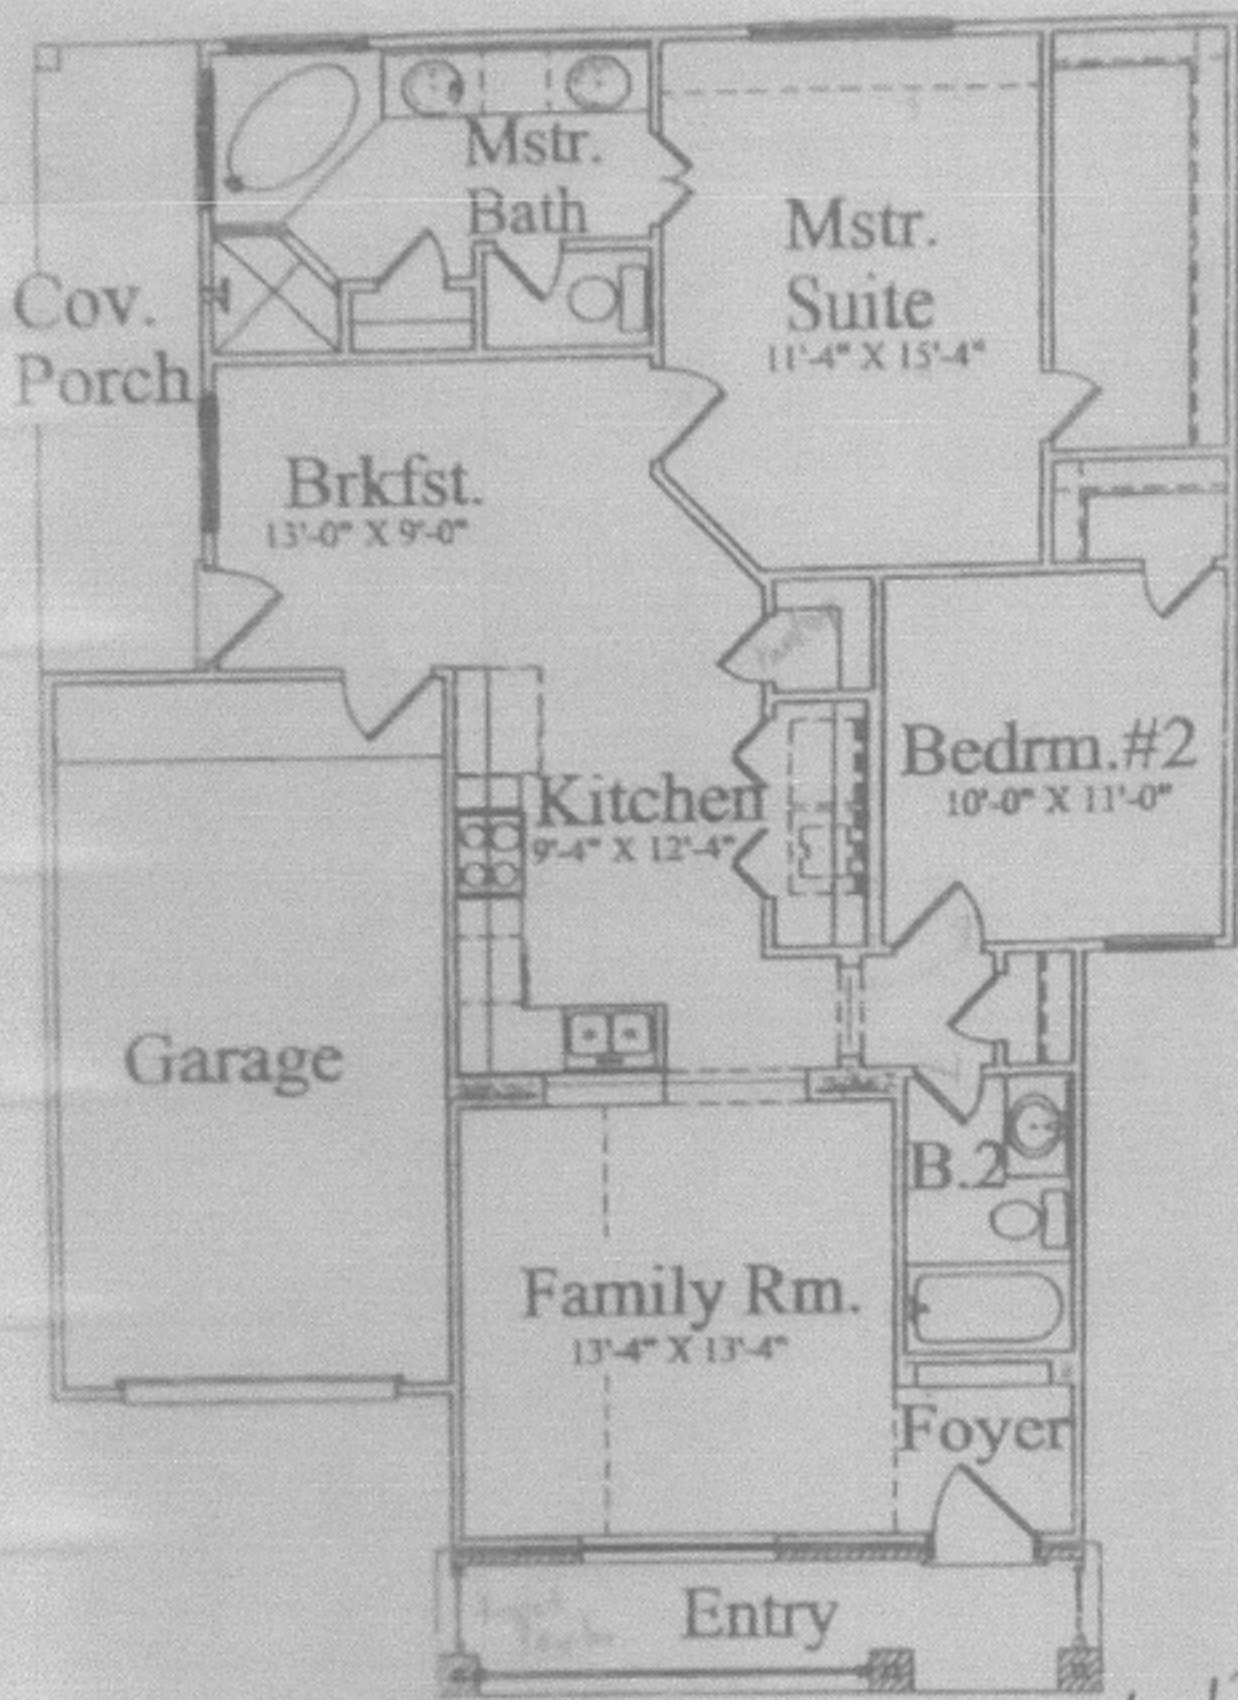 Mstr.
Bath
Mstr.
Suite
11'-4" X 15'-4"
Cov.
Porch
Brkfst.
13'-0" X 9'-0"
Bedrm.#2
10'-0" X 11'-0"
Kitchen
9'-4" X 12'-4"
Garage
B.2
Family Rm.
13'-4" X 13'-4"
Foyer
Entry